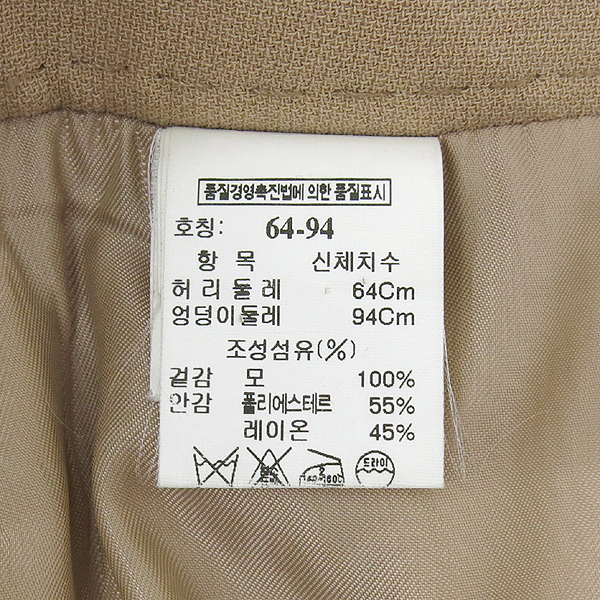 품질경영촉진법에 의한 품질표시
호칭: 64-94
항 목 신체치수
허 리 둘 레 64Cm
엉덩이둘레 94Cm
조성섬유(%)
겉감 모 100%
안감 폴리에스테르 55%
레이온 45%
드라이